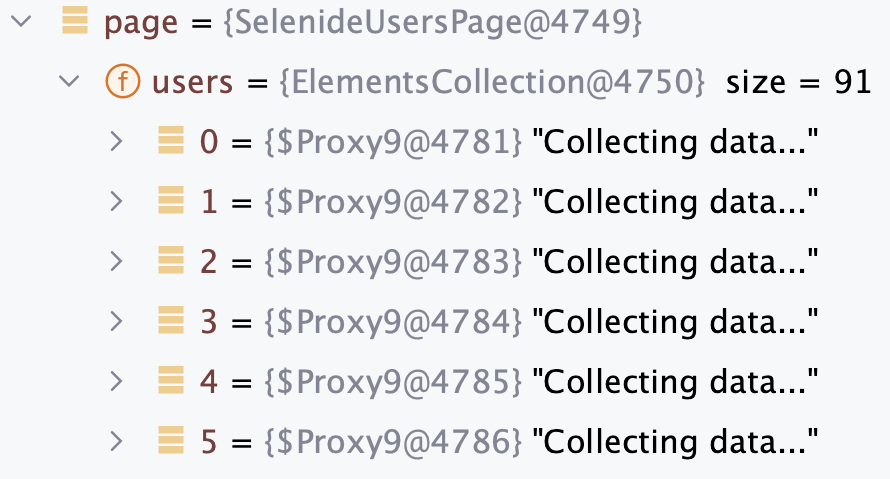 page = {SelenideUsersPage@4749}
f users = {ElementsCollection@4750} size = 91
0 = {$Proxy9@4781} "Collecting data..."
1 = {$Proxy9@4782} "Collecting data..."
2 = {$Proxy9@4783} "Collecting data..."
3 = {$Proxy9@4784} "Collecting data..."
4 = {$Proxy9@4785} "Collecting data..."
5 = {$Proxy9@4786} "Collecting data..."